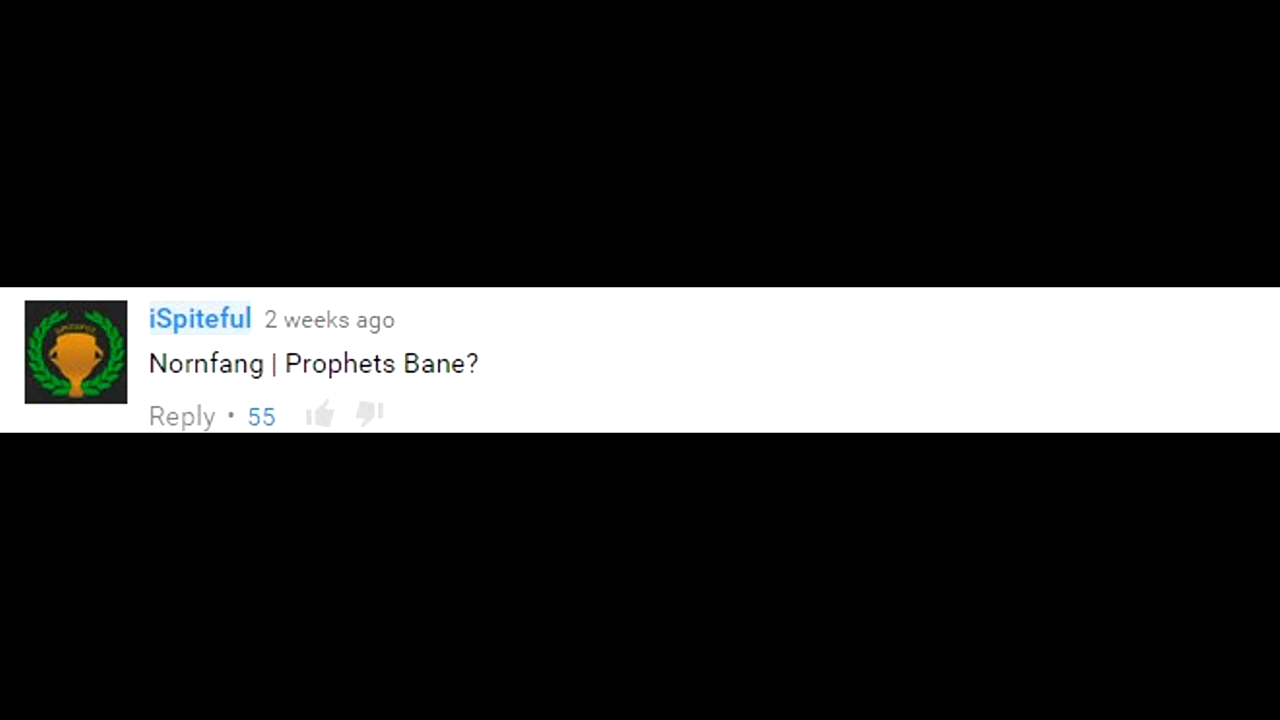 iSpiteful 2 weeks ago
Nornfang | Prophets Bane?
Reply • 55